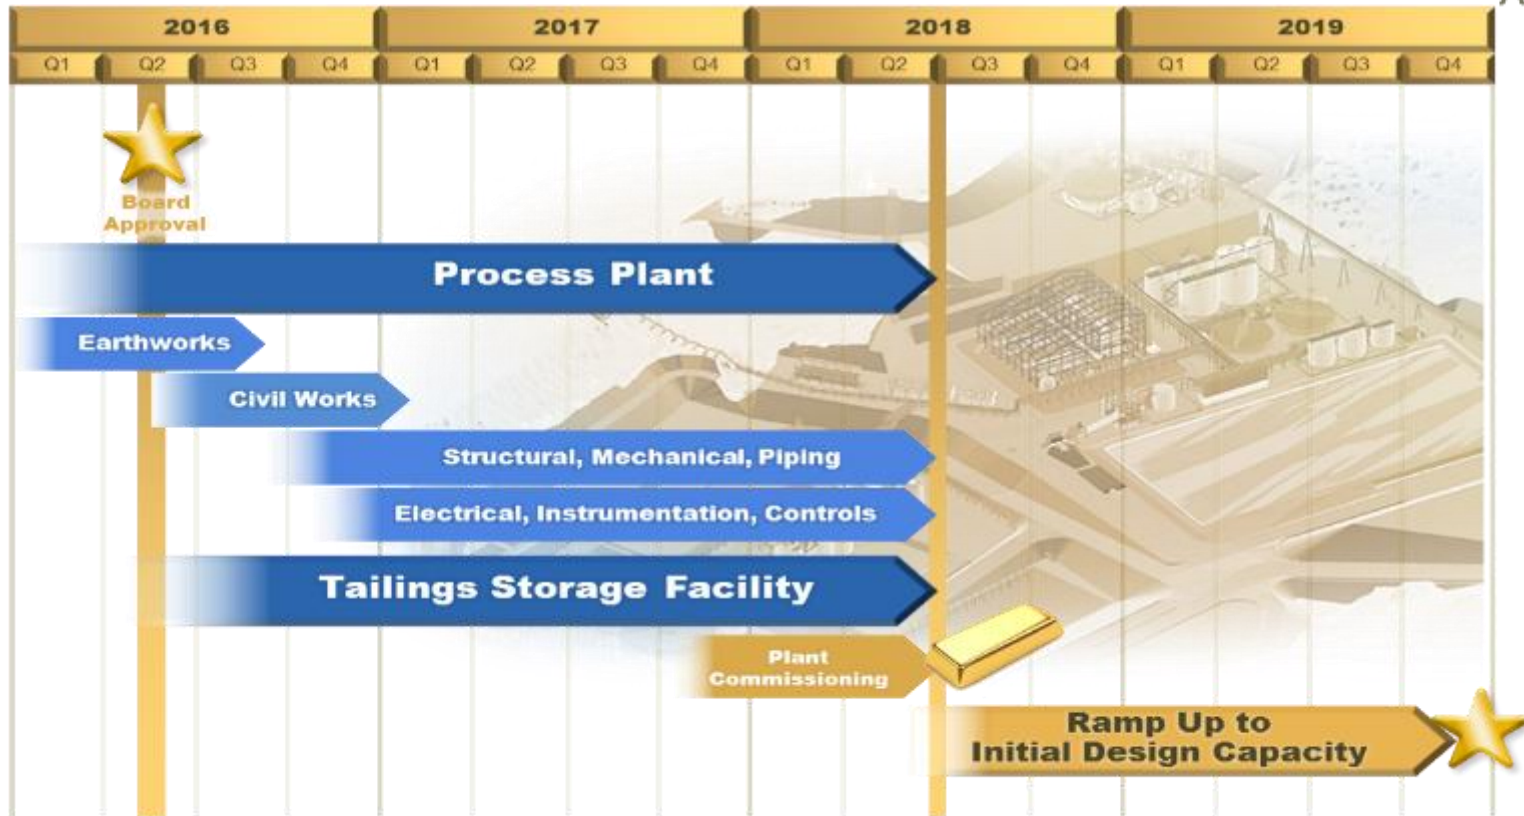 2016 2017 2018 2019
Q1 Q2 Q3 Q4 Q1 Q2 Q3 Q4 Q1 Q2 Q3 Q4 Q1 Q2 Q3 Q4
Board
Approval
Process Plant
Earthworks
Civil Works
Structural, Mechanical, Piping
Electrical, Instrumentation, Controls
Tailings Storage Facility
Plant
Commissioning
Ramp Up to
Initial Design Capacity